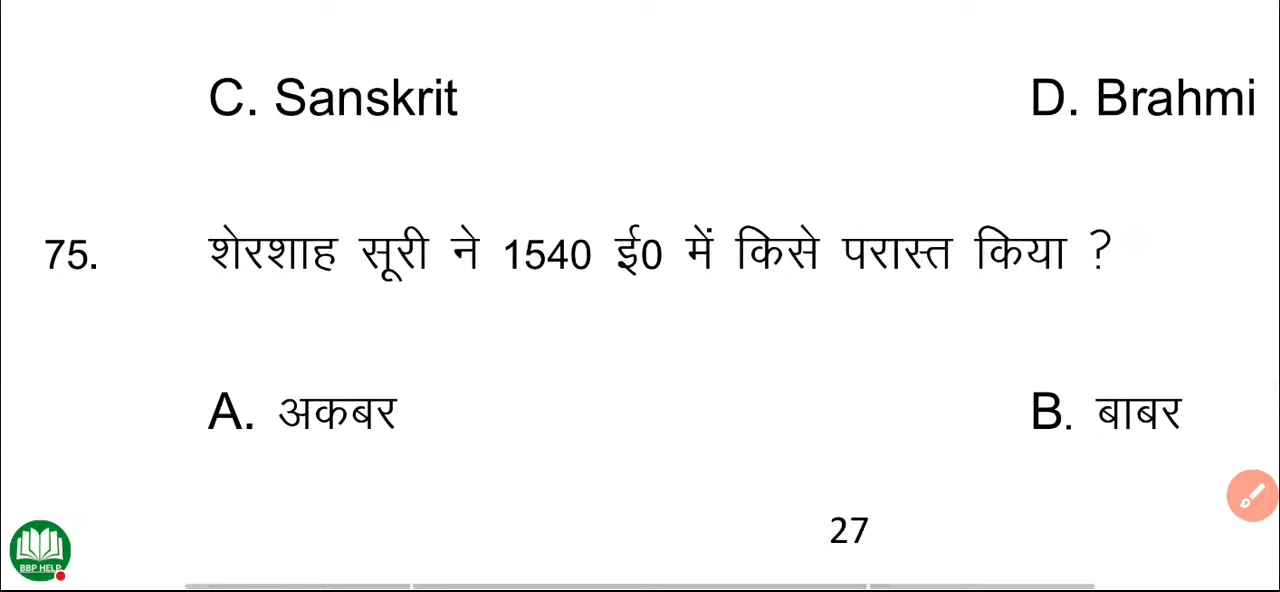 C. Sanskrit D. Brahmi
75. शेरशाह सूरी ने 1540 ई0 में किसे परास्त किया ?
A. अकबर B. बाबर
27
BBP HELP